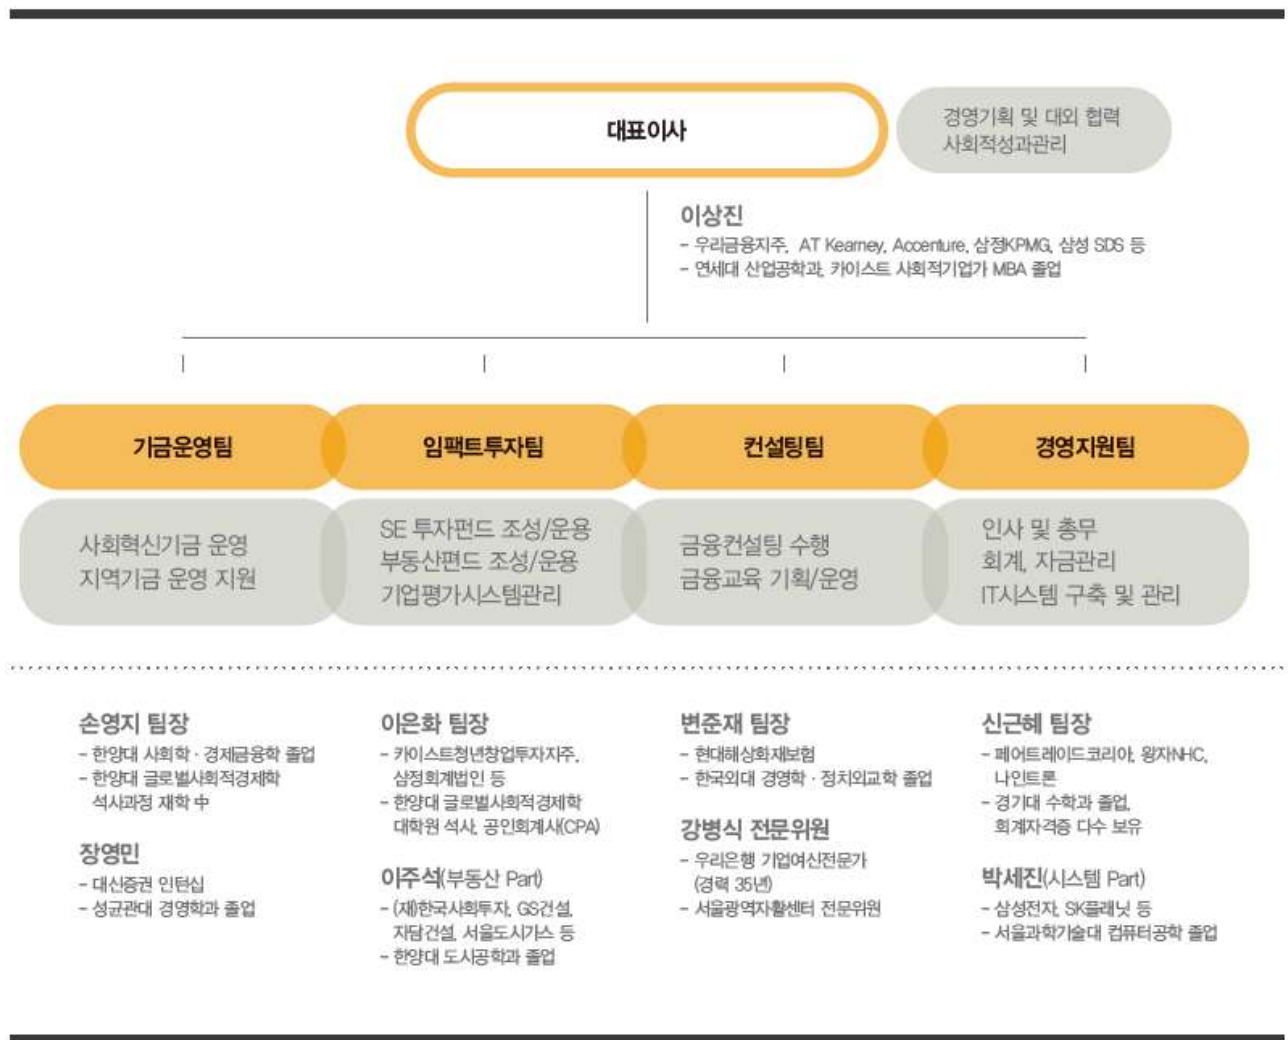 대표이사
경영기획 및 대외 협력
사회적성과관리
이상진
- 우리금융지주, AT Kearney, Accenture, 삼정KPMG, 삼성 SDS 등
- 연세대 산업공학과, 카이스트 사회적기업가 MBA 졸업
기금운영팀
임팩트투자팀
컨설팅팀
경영지원팀
사회혁신기금 운영
지역기금 운영 지원
SE 투자펀드 조성/운용
부동산편드 조성/운용
기업평가시스템관리
금융컨설팅 수행
금융교육 기획/운영
인사 및 총무
회계, 자금관리
IT시스템 구축 및 관리
손영지 팀장
- 한양대 사회학 · 경제금융학 졸업
- 한양대 글로벌사회적경제학
석사과정 재학 中
장영민
- 대신증권 인턴십
- 성균관대 경영학과 졸업
이은화 팀장
- 카이스트청년창업투자지주,
삼정회계법인 등
- 한양대 글로벌사회적경제학
대학원 석사, 공인회계사(CPA)
이주석(부동산 Part)
- (재)한국사회투자, GS건설,
자담건설, 서울도시가스 등
- 한양대 도시공학과 졸업
변준재 팀장
- 현대해상화재보험
- 한국외대 경영학 · 정치외교학 졸업
강병식 전문위원
- 우리은행 기업여신전문가
(경력 35년)
- 서울광역자활센터 전문위원
신근혜 팀장
- 페어트레이드코리아, 왕자NHC,
나인트론
- 경기대 수학과 졸업,
회계자격증 다수 보유
박세진(시스템 Part)
- 삼성전자, SK플래닛 등
- 서울과학기술대 컴퓨터공학 졸업